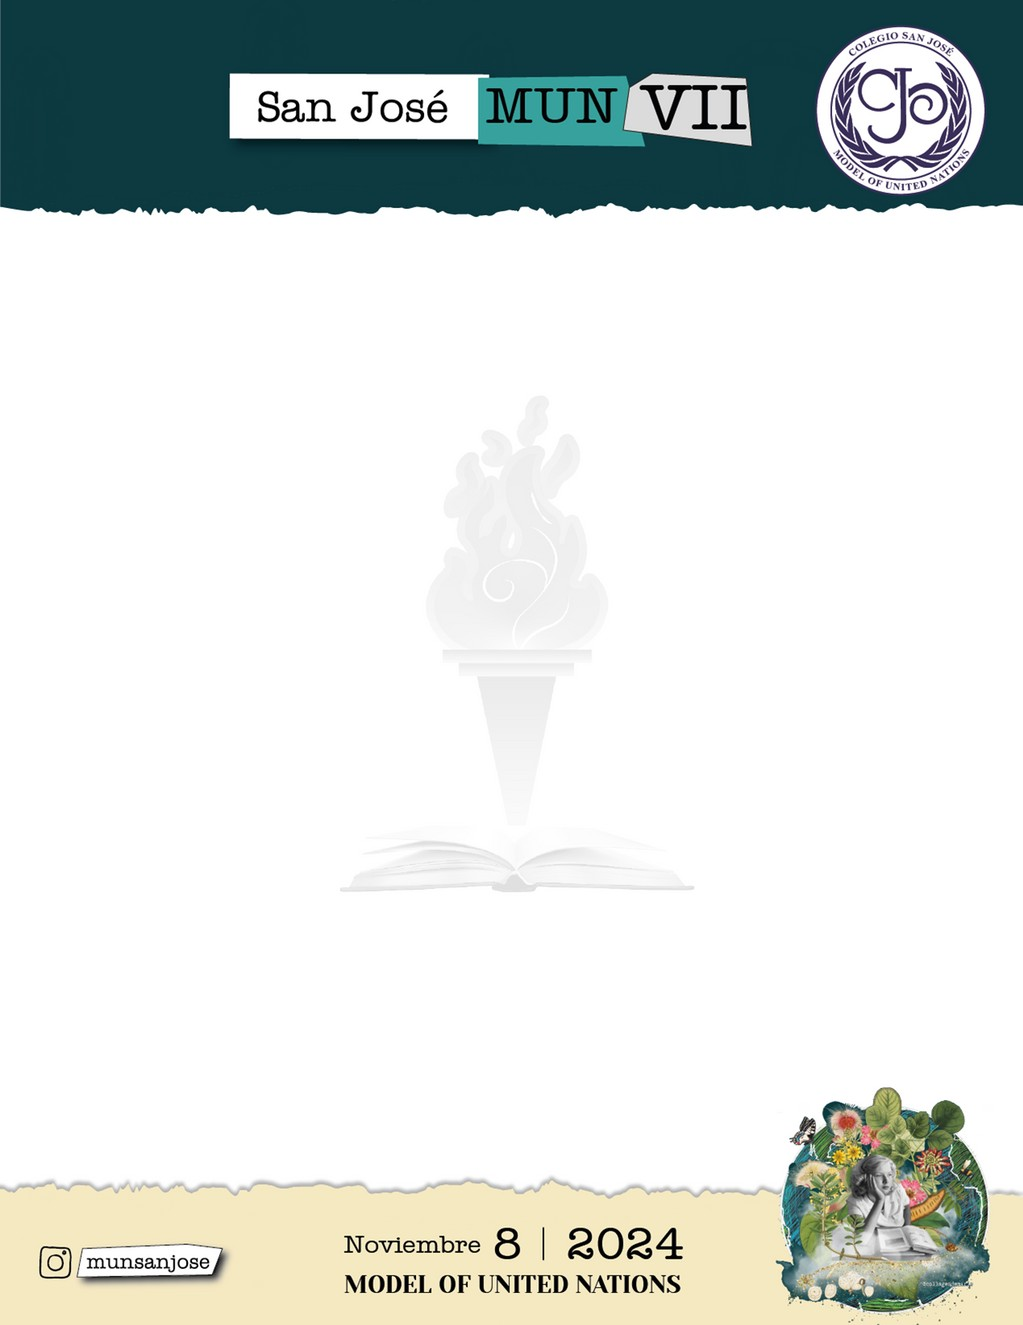 San José MUN VII
COLEGIO SAN JOSÉ
MODEL OF UNITED NATIONS
munsanjose
Noviembre 8 | 2024
MODEL OF UNITED NATIONS